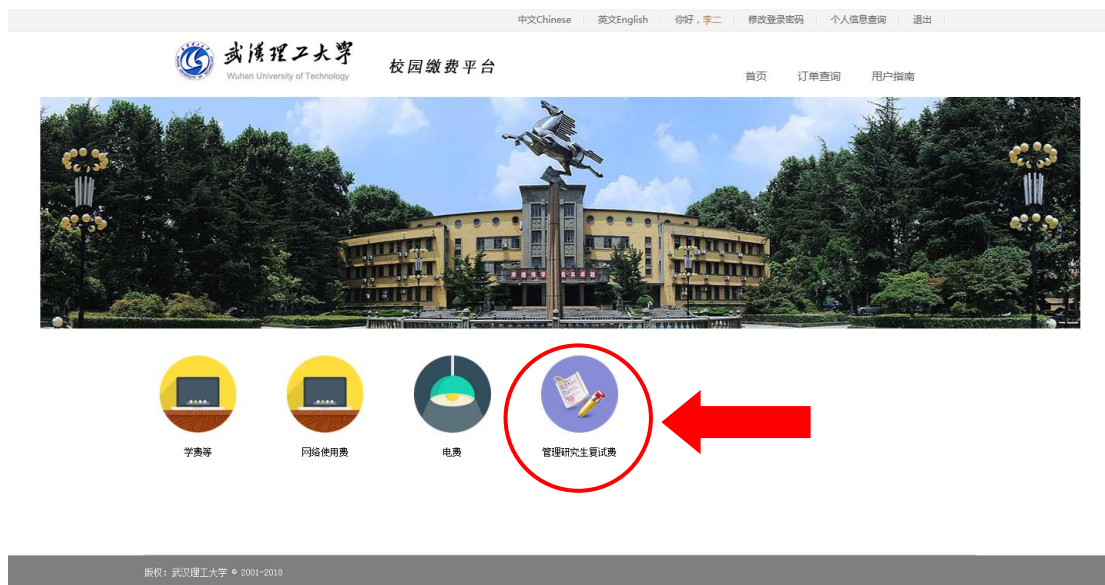 中文Chinese 英文English 你好，李二 修改登录密码 个人信息查询 退出
武汉理工大学
Wuhan University of Technology
校园缴费平台
首页 订单查询 用户指南
学费等 网络使用费 电费 管理研究生复试费
版权：武汉理工大学 © 2001-2018